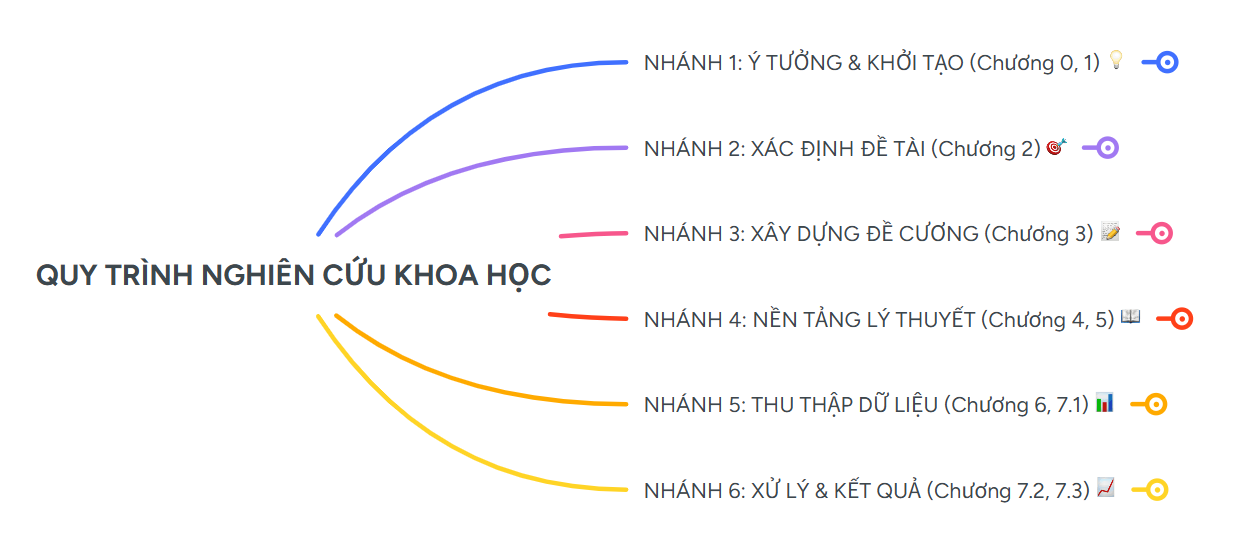 NHÁNH 1: Ý TƯỞNG & KHỞI TẠO (Chương 0, 1)
NHÁNH 2: XÁC ĐỊNH ĐỀ TÀI (Chương 2)
NHÁNH 3: XÂY DỰNG ĐỀ CƯƠNG (Chương 3)
QUY TRÌNH NGHIÊN CỨU KHOA HỌC
NHÁNH 4: NỀN TẢNG LÝ THUYẾT (Chương 4, 5)
NHÁNH 5: THU THẬP DỮ LIỆU (Chương 6, 7.1)
NHÁNH 6: XỬ LÝ & KẾT QUẢ (Chương 7.2, 7.3)